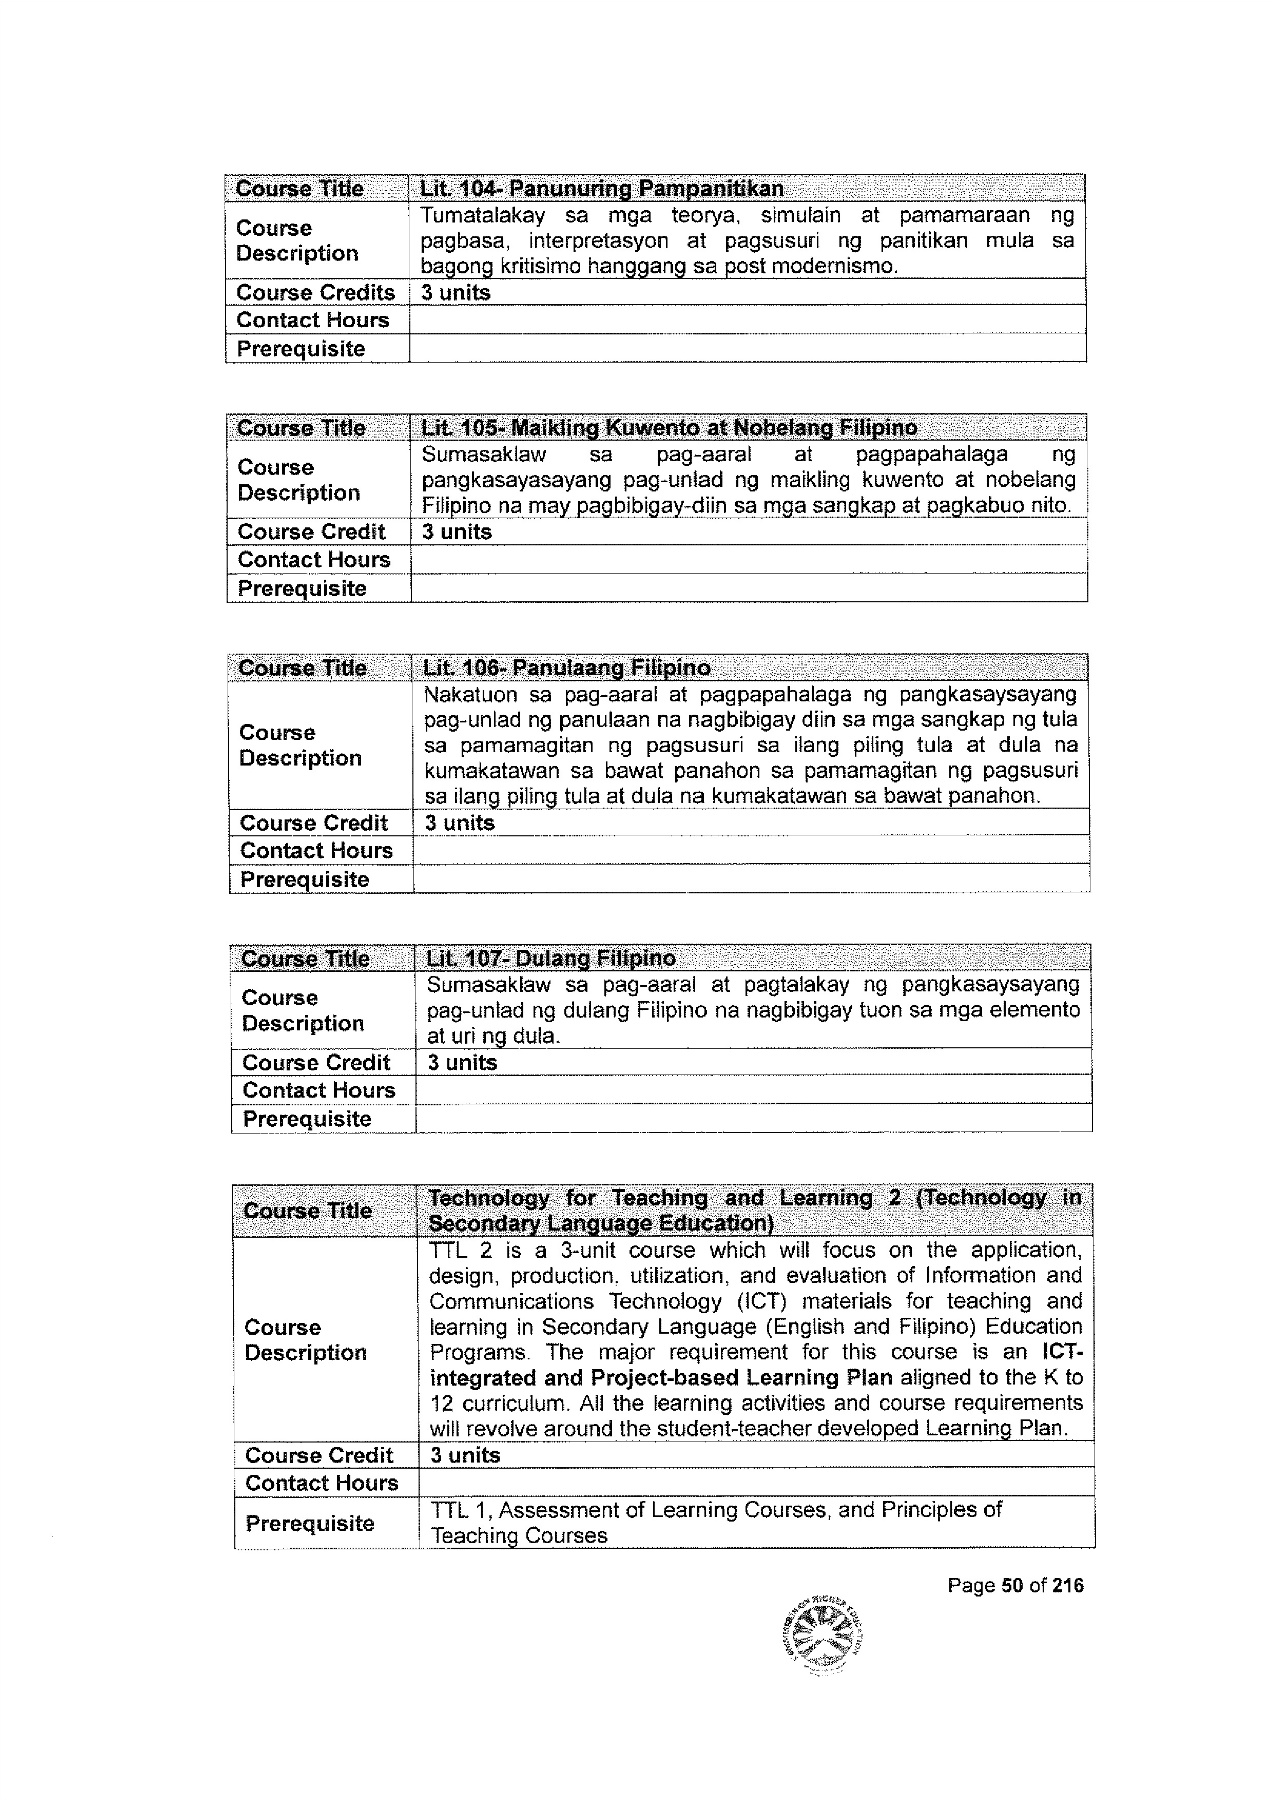 Course Title Lit. 104- Panunuring Pampanitikan
Course Description
Tumatalakay sa mga teorya, simulain at pamamaraan ng
pagbasa, interpretasyon at pagsusuri ng panitikan mula sa
bagong kritisimo hanggang sa post modernismo.
Course Credits 3 units
Contact Hours
Prerequisite
Course Title Lit. 105- Maikling Kuwento at Nobelang Filipino
Course Description
Sumasaklaw sa pag-aaral at pagpapahalaga ng
pangkasayasayang pag-unlad ng maikling kuwento at nobelang
Filipino na may pagbibigay-diin sa mga sangkap at pagkabuo nito.
Course Credit 3 units
Contact Hours
Prerequisite
Course Title Lit. 106- Panulaang Filipino
Course Description
Nakatuon sa pag-aaral at pagpapahalaga ng pangkasaysayang
pag-unlad ng panulaan na nagbibigay diin sa mga sangkap ng tula
sa pamamagitan ng pagsusuri sa ilang piling tula at dula na
kumakatawan sa bawat panahon sa pamamagitan ng pagsusuri
sa ilang piling tula at dula na kumakatawan sa bawat panahon.
Course Credit 3 units
Contact Hours
Prerequisite
Course Title Lit. 107- Dulang Filipino
Course Description
Sumasaklaw sa pag-aaral at pagtalakay ng pangkasaysayang
pag-unlad ng dulang Filipino na nagbibigay tuon sa mga elemento
at uri ng dula.
Course Credit 3 units
Contact Hours
Prerequisite
Course Title
Technology for Teaching and Learning 2 (Technology in
Secondary Language Education)
Course Description
TTL 2 is a 3-unit course which will focus on the application,
design, production, utilization, and evaluation of Information and
Communications Technology (ICT) materials for teaching and
learning in Secondary Language (English and Filipino) Education
Programs. The major requirement for this course is an ICT-
integrated and Project-based Learning Plan aligned to the K to
12 curriculum. All the learning activities and course requirements
will revolve around the student-teacher developed Learning Plan.
Course Credit 3 units
Contact Hours
Prerequisite
TTL 1, Assessment of Learning Courses, and Principles of
Teaching Courses
Page 50 of 216
ON HIGHER EDUCATION